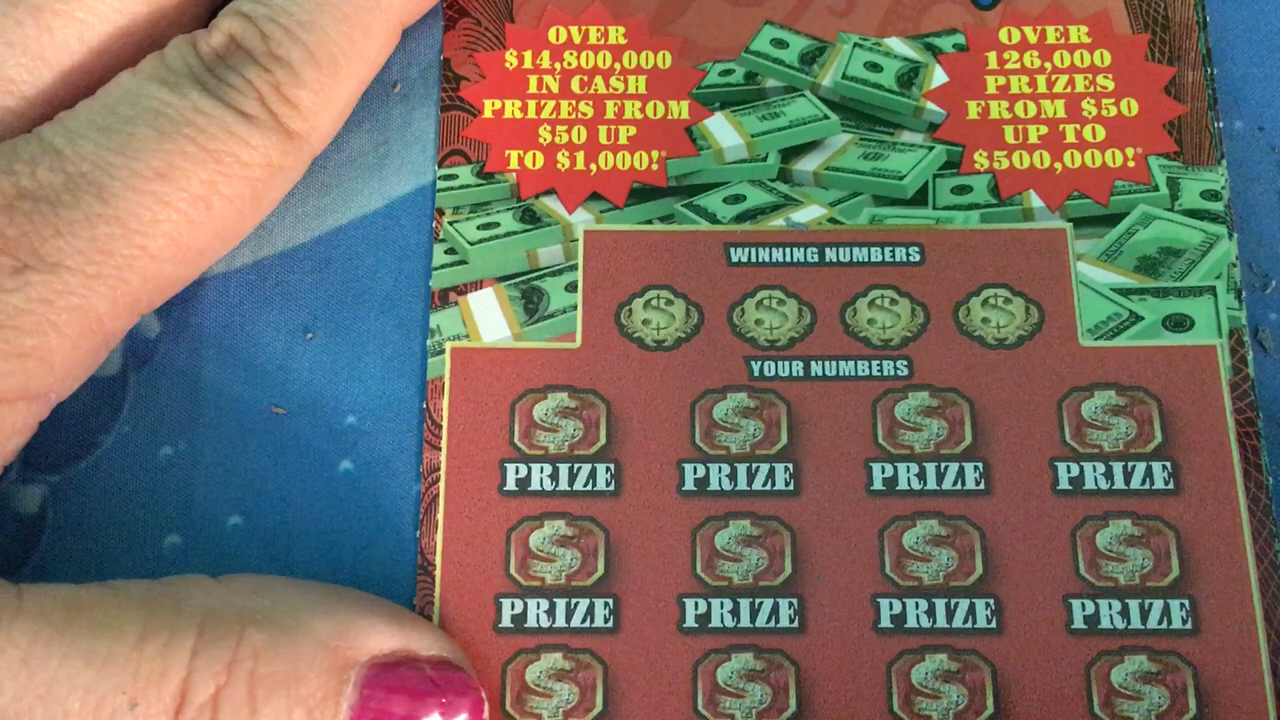 OVER
$14,800,000
IN CASH
PRIZES FROM
$50 UP
TO $1,000!*
OVER
126,000
PRIZES
FROM $50
UP TO
$500,000!*
WINNING NUMBERS
$ $ $ $
YOUR NUMBERS
$ $ $ $
PRIZE PRIZE PRIZE PRIZE
$ $ $ $
PRIZE PRIZE PRIZE PRIZE
$ $ $ $